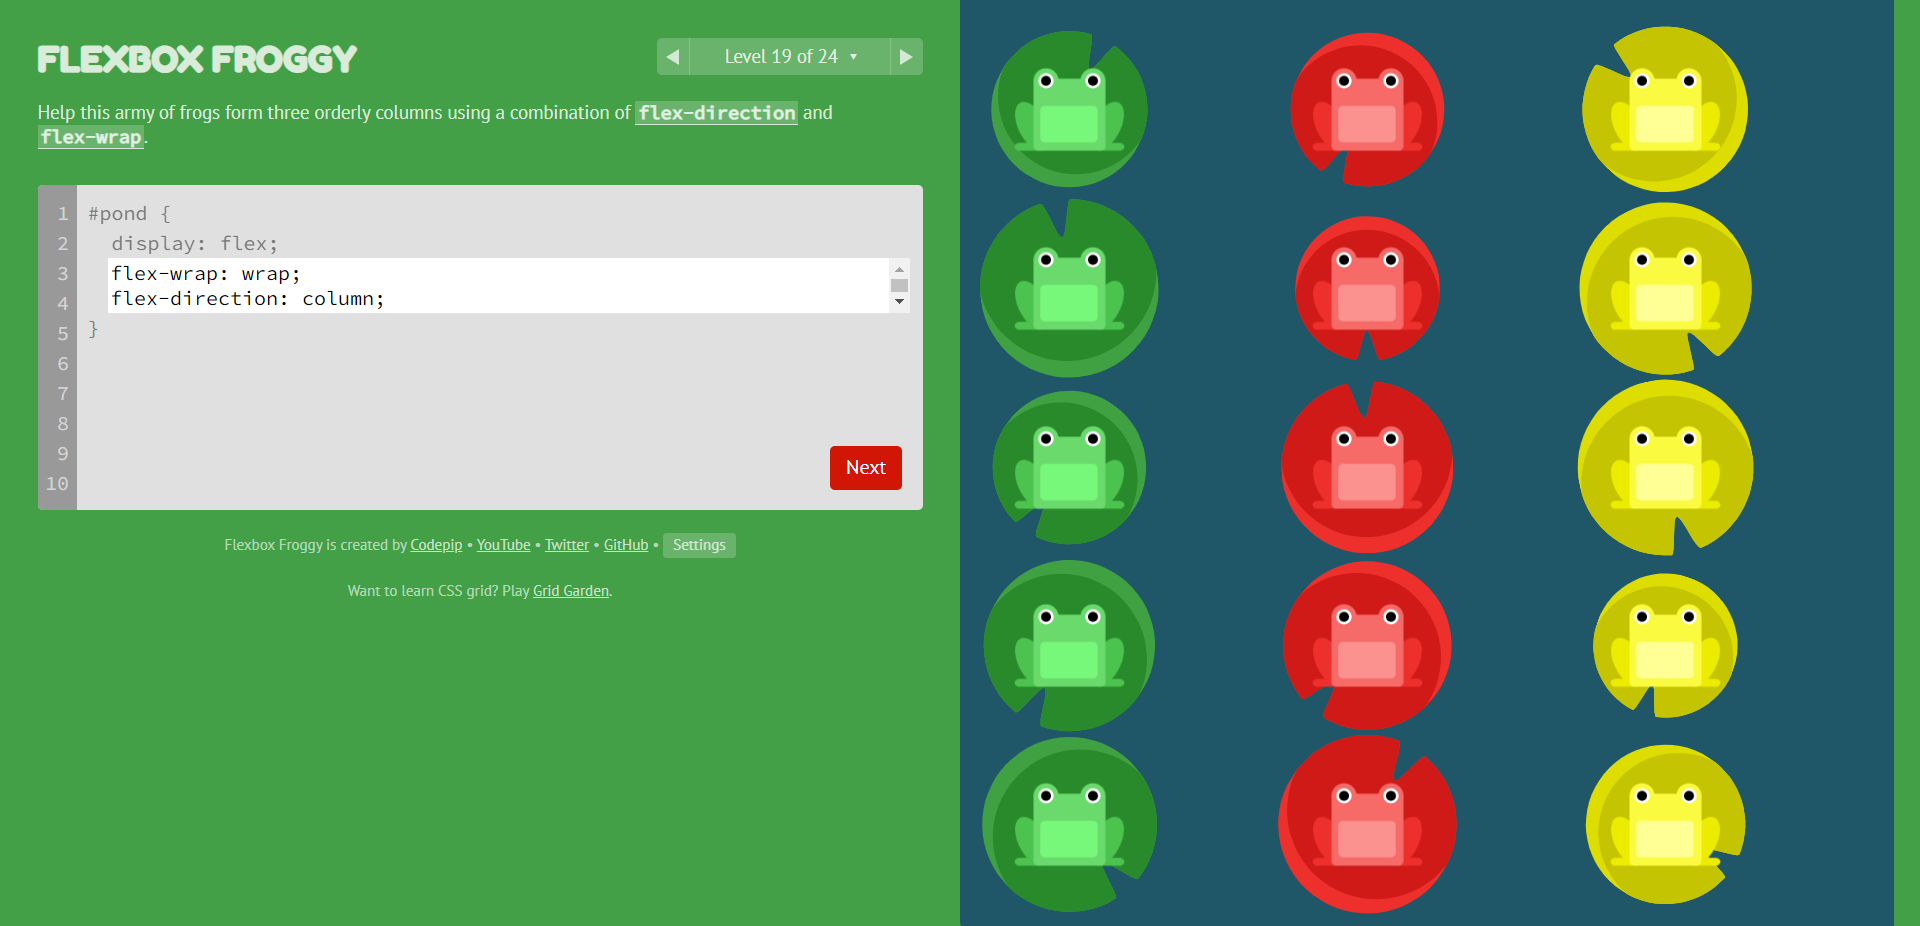 FLEXBOX FROGGY
◀ Level 19 of 24 ▼ ▶
Help this army of frogs form three orderly columns using a combination of flex-direction and
flex-wrap.
1 #pond {
2 display: flex;
3 flex-wrap: wrap;
4 flex-direction: column;
5 }
6
7
8
9
10
Next
Flexbox Froggy is created by Codepip • YouTube • Twitter • GitHub • Settings
Want to learn CSS grid? Play Grid Garden.